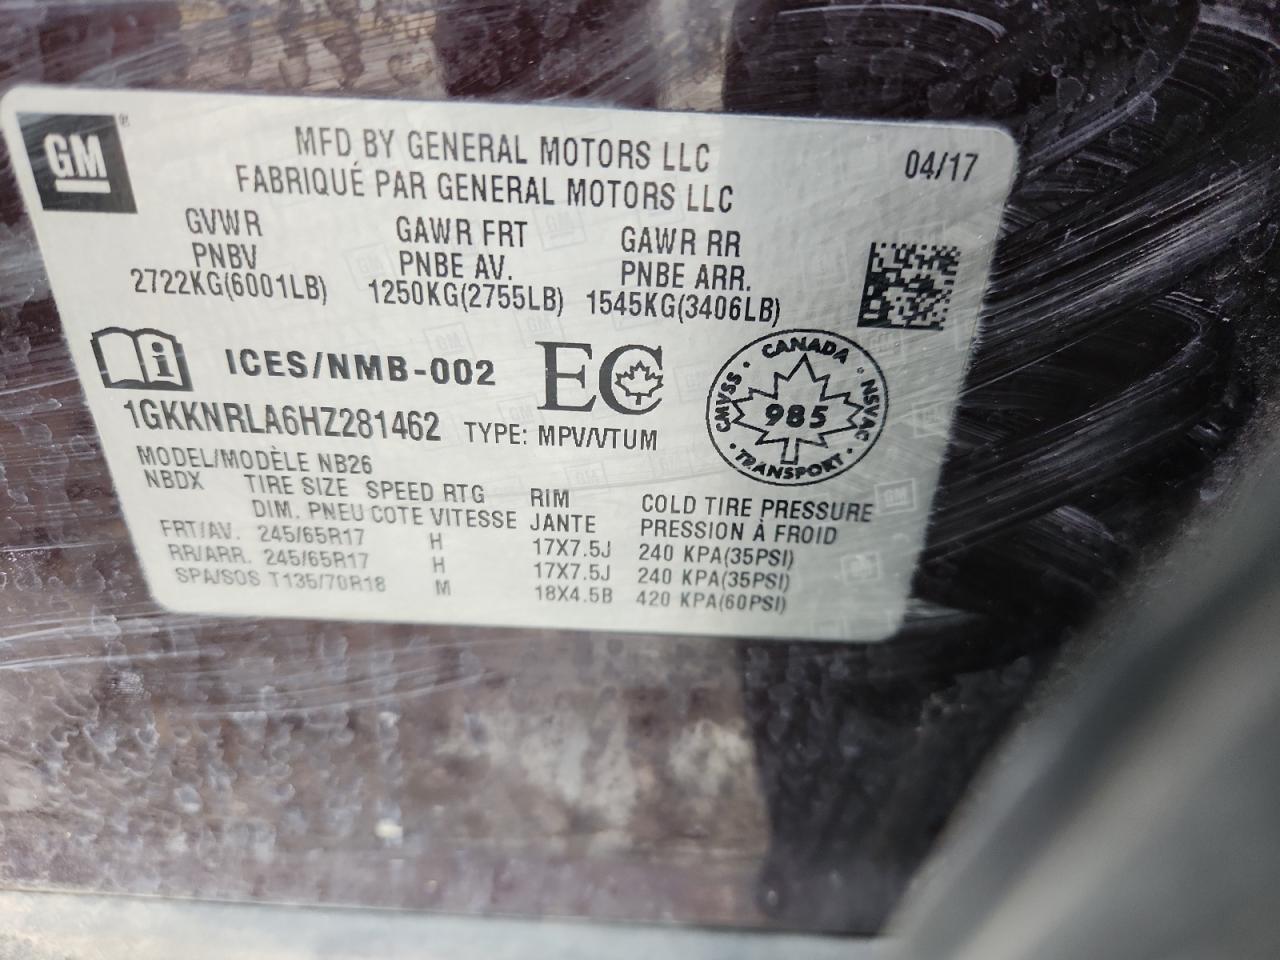 GM®
MFD BY GENERAL MOTORS LLC
FABRIQUÉ PAR GENERAL MOTORS LLC
04/17
GVWR GAWR FRT GAWR RR
PNBV PNBE AV. PNBE ARR.
2722KG(6001LB) 1250KG(2755LB) 1545KG(3406LB)
ICES/NMB-002 EC
CANADA
CMVSS NSVAC
985
TRANSPORT
1GKKNRLA6HZ281462 TYPE: MPV/VTUM
MODEL/MODÈLE NB26
NBDX TIRE SIZE SPEED RTG RIM COLD TIRE PRESSURE
DIM. PNEU COTE VITESSE JANTE PRESSION À FROID
FRT/AV. 245/65R17 H 17X7.5J 240 KPA(35PSI)
RR/ARR. 245/65R17 H 17X7.5J 240 KPA(35PSI)
SPA/SOS T135/70R18 M 18X4.5B 420 KPA(60PSI)